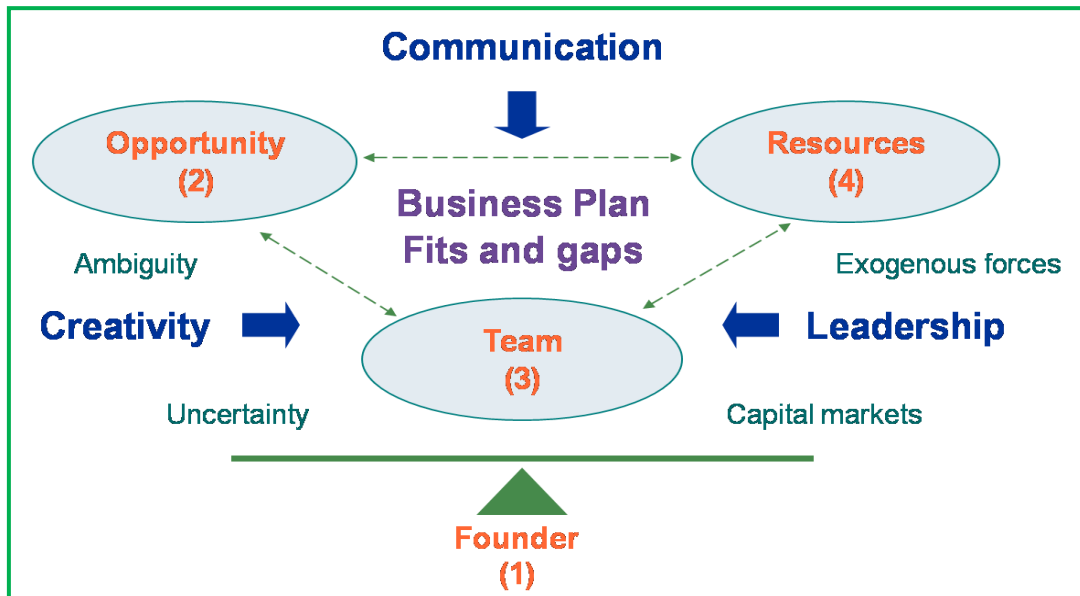 Communication
Opportunity
(2)
Resources
(4)
Business Plan
Fits and gaps
Ambiguity
Exogenous forces
Creativity
Leadership
Team
(3)
Uncertainty
Capital markets
Founder
(1)